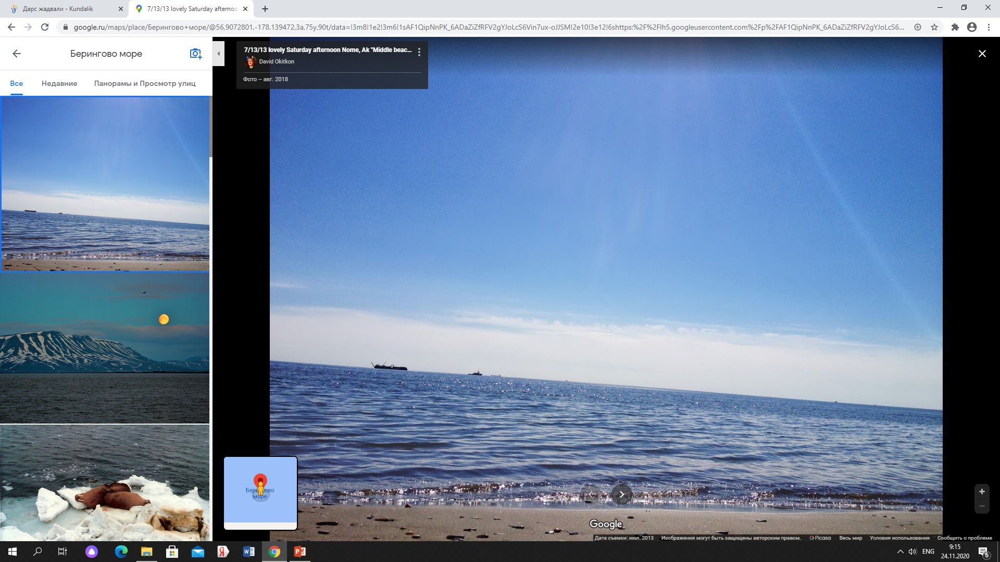 Дарс жадвали - Kundalik
7/13/13 lovely Saturday afternoo
google.ru/maps/place/Берингово+море/@56.9072801,-178.139472,3a,75y,90t/data=!3m8!1e2!3m6!1sAF1QipNnPK_6ADaZiZfRFV2gYJoLcS6Vin7ux-oJJSM!2e10!3e12!6shttps:%2F%2Flh5.googleusercontent.com%2Fp%2FAF1QipNnPK_6ADaZiZfRFV2gYJoLcS6...
Берингово море
Все Недавние Панорамы и Просмотр улиц
7/13/13 lovely Saturday afternoon Nome, Ak "Middle beac...
David Okitkon
Фото – авг. 2018
Берингово
море
Google
Дата съемки: июл. 2013 Изображения могут быть защищены авторским правом. Picasa Весь мир Условия использования Сообщить о проблеме
ENG
9:15
24.11.2020
6